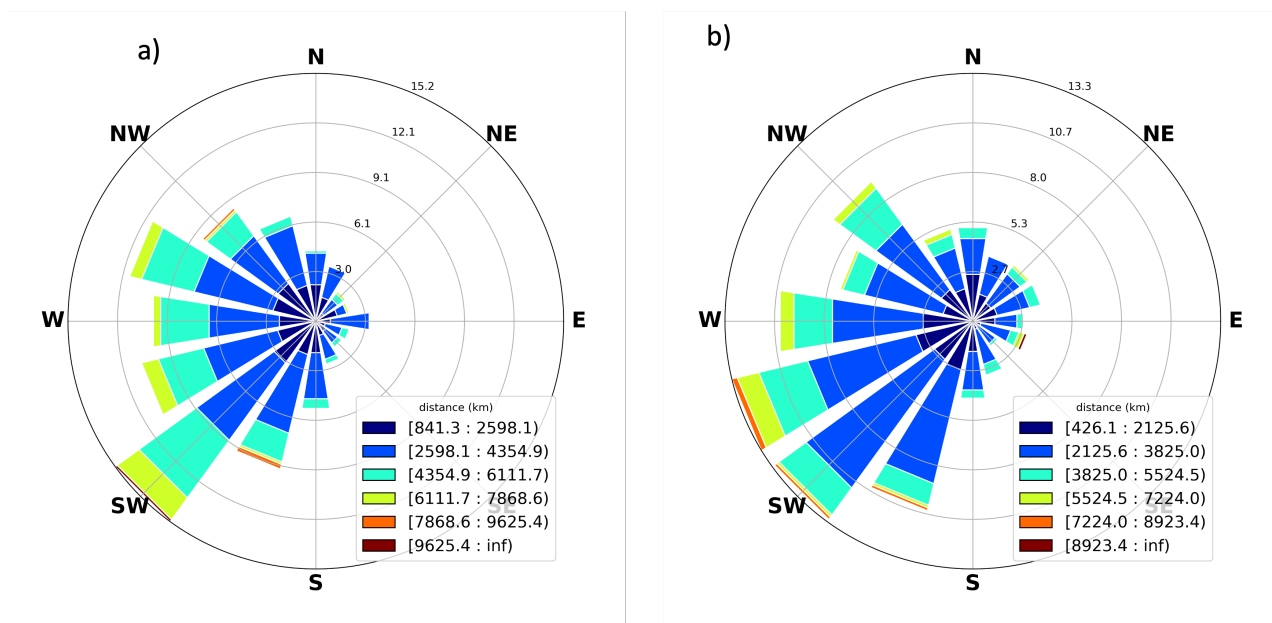 a)
N
15.2
NW
NE
12.1
9.1
6.1
3.0
W
E
distance (km)
[841.3 : 2598.1)
[2598.1 : 4354.9)
[4354.9 : 6111.7)
[6111.7 : 7868.6)
SW
SE
[7868.6 : 9625.4)
[9625.4 : inf)
S
b)
N
13.3
NW
NE
10.7
8.0
5.3
2.7
W
E
distance (km)
[426.1 : 2125.6)
[2125.6 : 3825.0)
[3825.0 : 5524.5)
[5524.5 : 7224.0)
SW
SE
[7224.0 : 8923.4)
[8923.4 : inf)
S